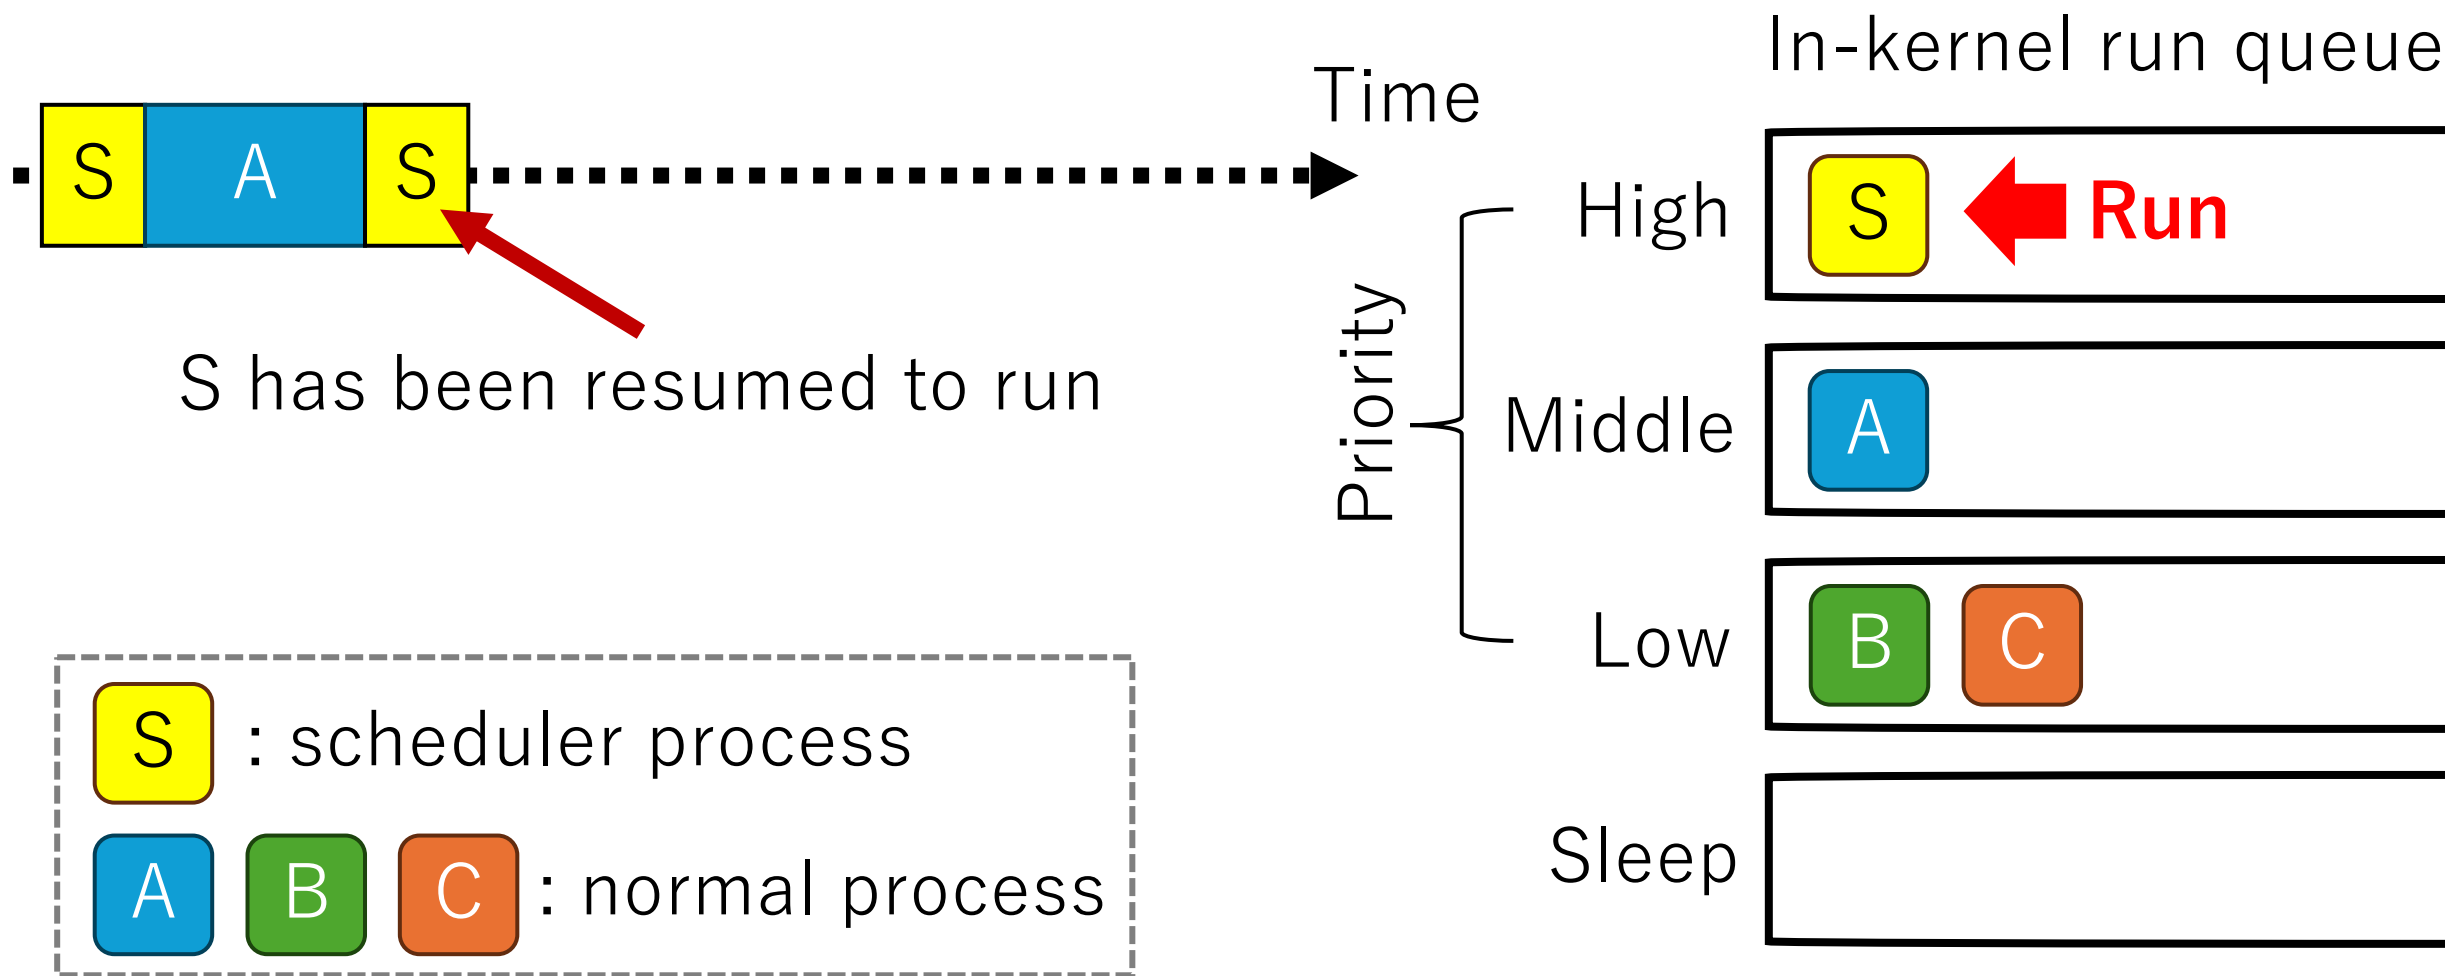 In-kernel run queue
Time
S A S
High
S
Run
S has been resumed to run
Priority
Middle
A
Low
B C
S : scheduler process
A B C : normal process
Sleep